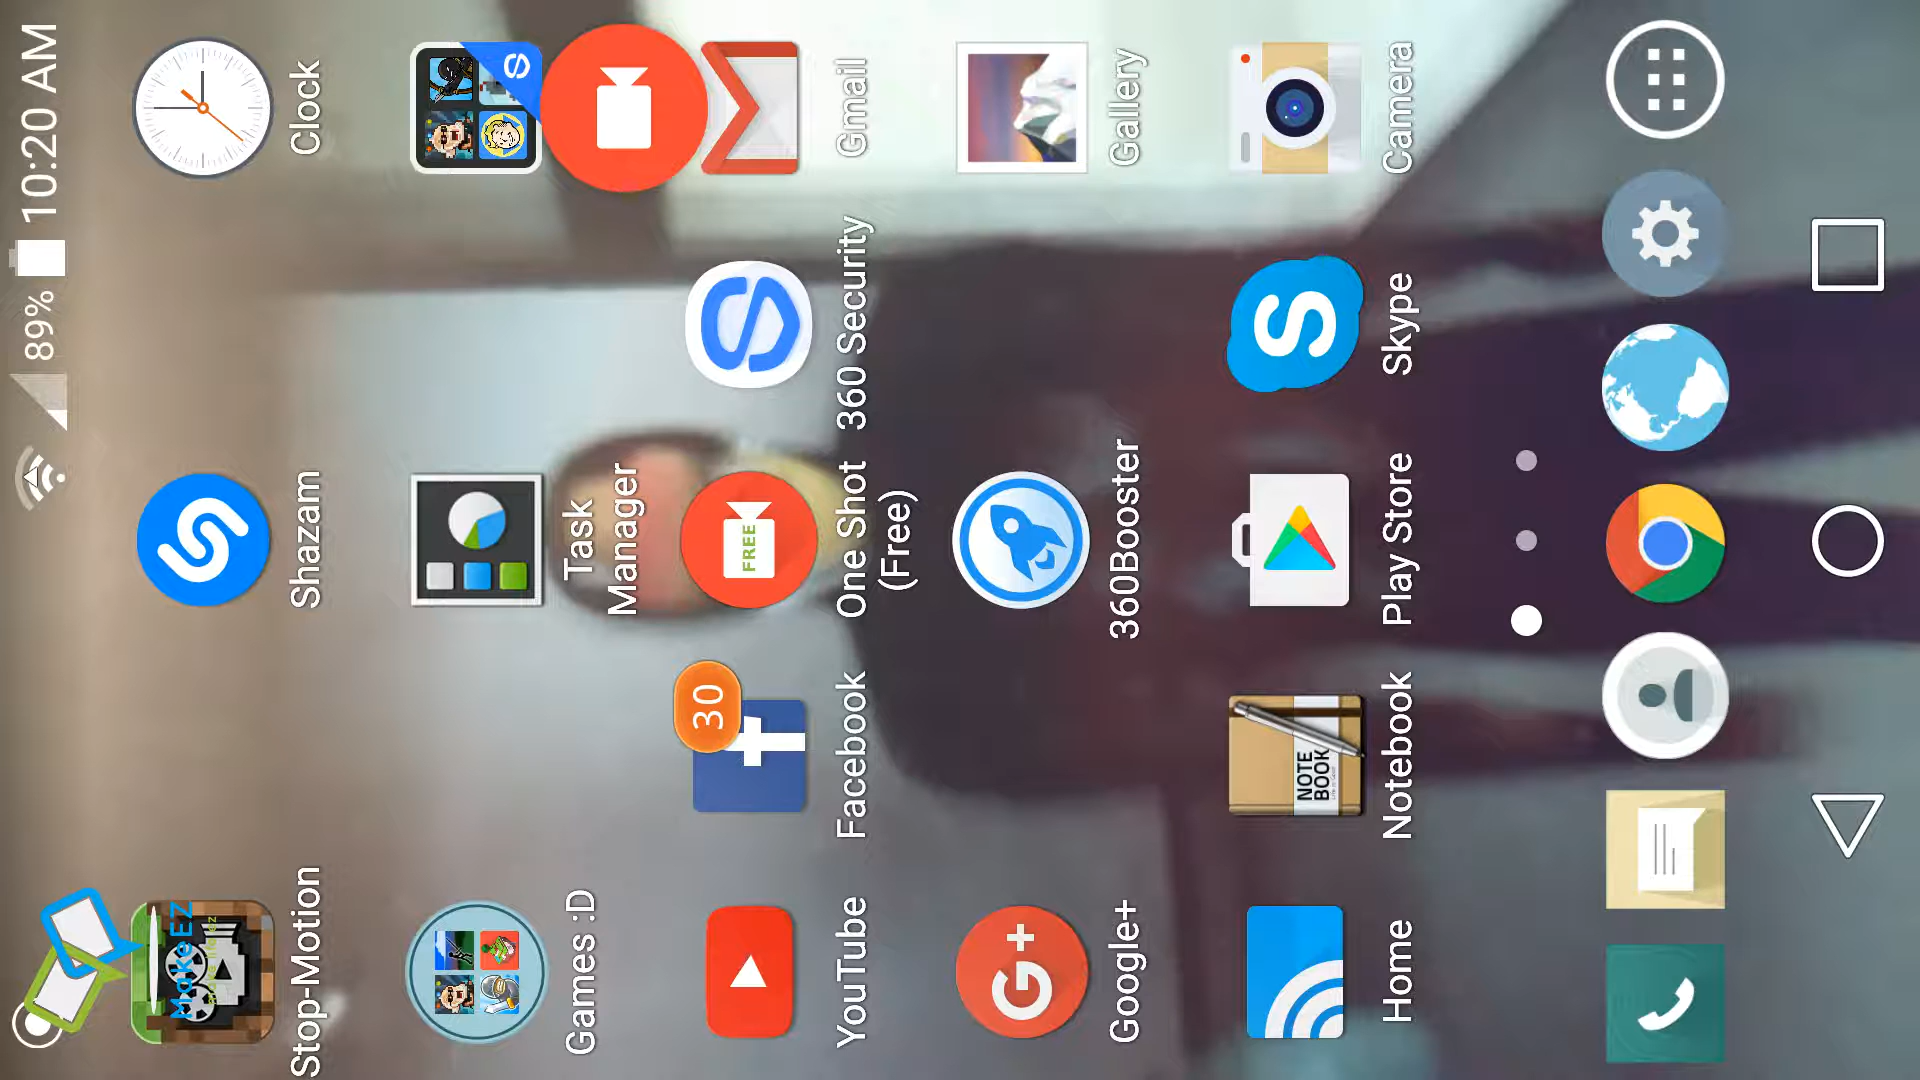 89% 10:20 AM
MakeEZ
Stop-Motion
Shazam
Clock
Games :D
Task
Manager
30
FREE
YouTube
Facebook
One Shot
(Free)
360 Security
Gmail
G+
Google+
360Booster
Gallery
NOTE
BOOK
Home
Notebook
Play Store
Skype
Camera